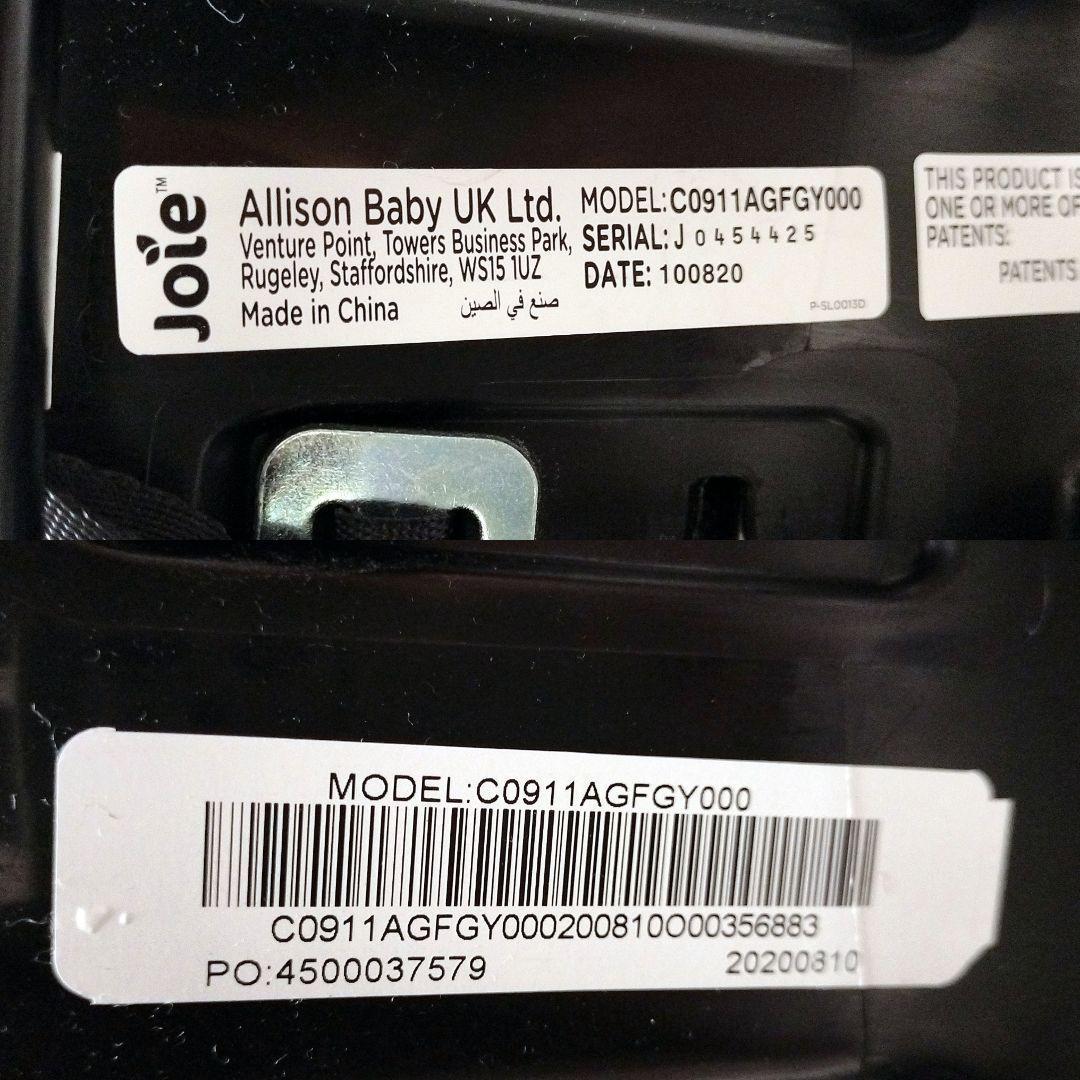 Joie™
Allison Baby UK Ltd.
Venture Point, Towers Business Park,
Rugeley, Staffordshire, WS15 1UZ
Made in China صنع في الصين
MODEL:C0911AGFGY000
SERIAL: J 0454425
DATE: 100820
P-SL0013D
THIS PRODUCT IS
ONE OR MORE OF
PATENTS:
PATENTS
MODEL:C0911AGFGY000
C0911AGFGY000200810O00356883
PO:4500037579
20200810